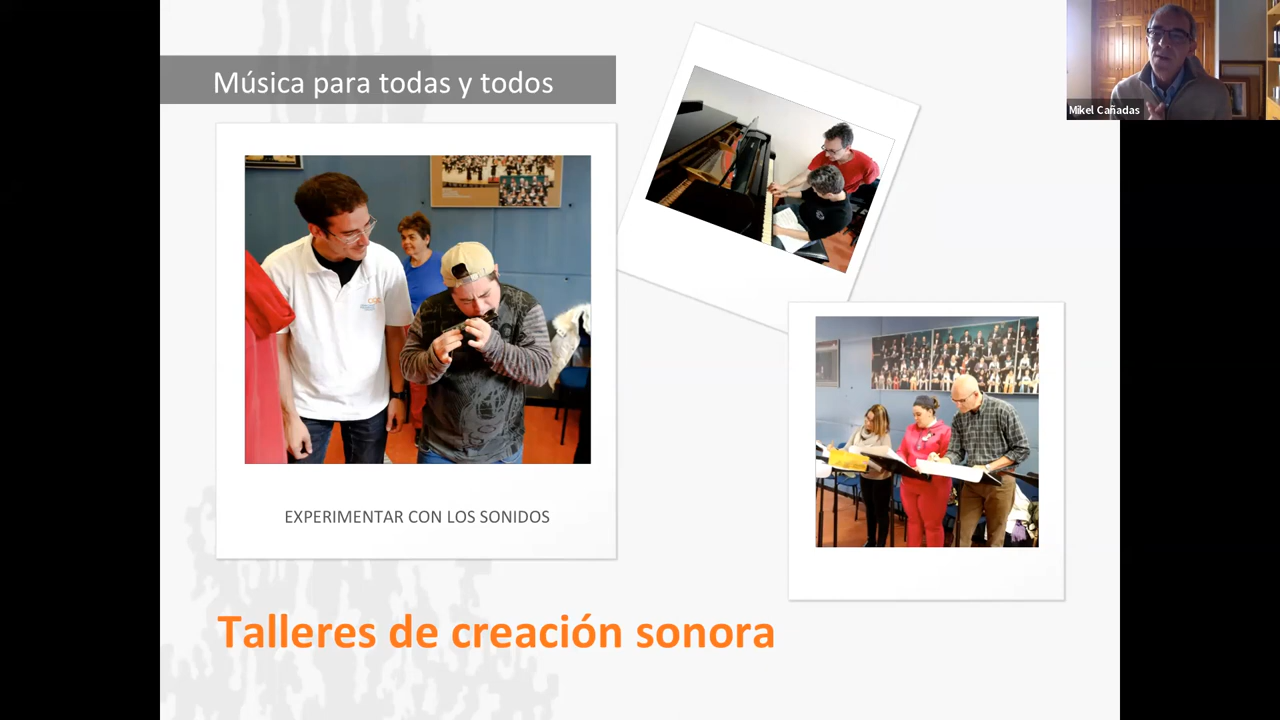 Música para todas y todos
Mikel Cañadas
EXPERIMENTAR CON LOS SONIDOS
Talleres de creación sonora